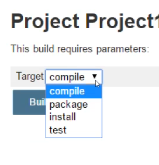 Project Project1
This build requires parameters:
Target compile
compile
package
install
test